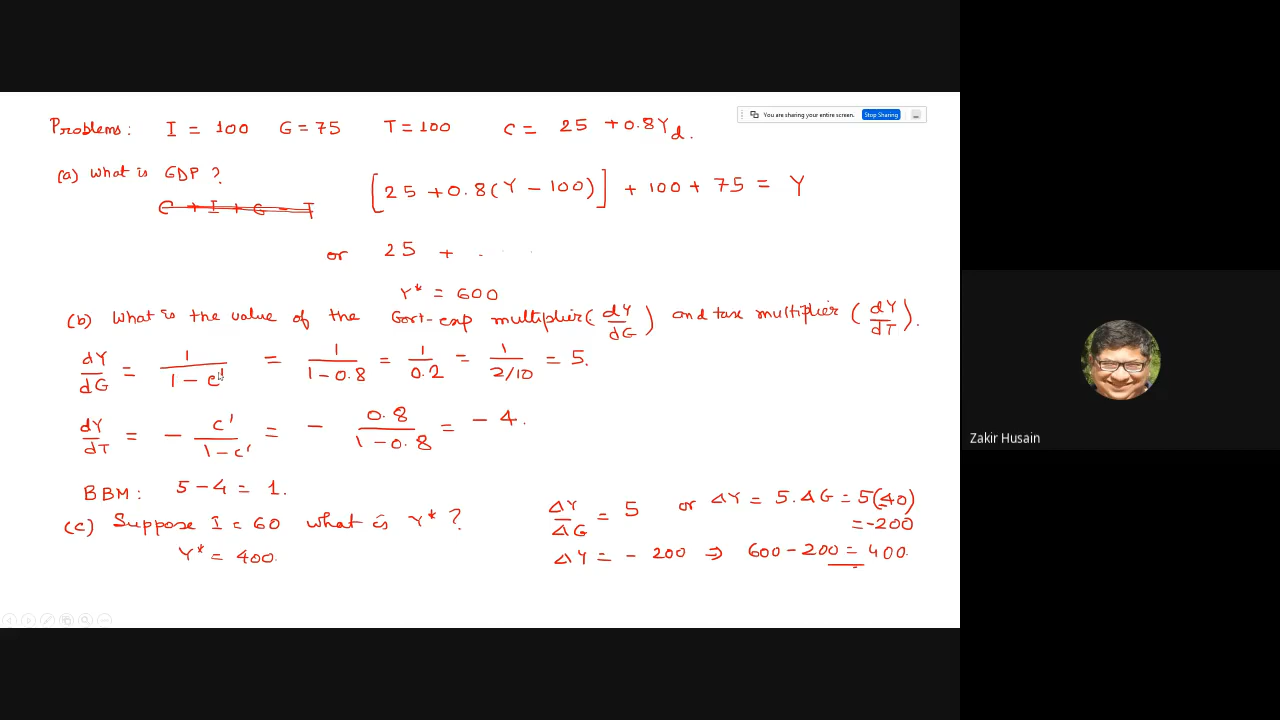 You are sharing your entire screen. Stop Sharing
Problems: I = 100 G = 75 T = 100 C = 25 + 0.8Yd.
(a) What is GDP ?
[25 + 0.8(Y - 100)] + 100 + 75 = Y
C + I + G - T
or 25 + . . .
Y* = 600
(b) What is the value of the Govt-exp multiplier (dY/dG) and tax multiplier (dY/dT).
dY/dG = 1/(1 - c') = 1/(1 - 0.8) = 1/0.2 = 1/(2/10) = 5.
dY/dT = - c'/(1 - c') = - 0.8/(1 - 0.8) = - 4.
BBM: 5 - 4 = 1.
(c) Suppose I = 60 what is Y* ?
Y* = 400.
ΔY/ΔG = 5 or ΔY = 5.ΔG = 5(-40)
= -200
ΔY = - 200 ⇒ 600 - 200 = 400.
Zakir Husain